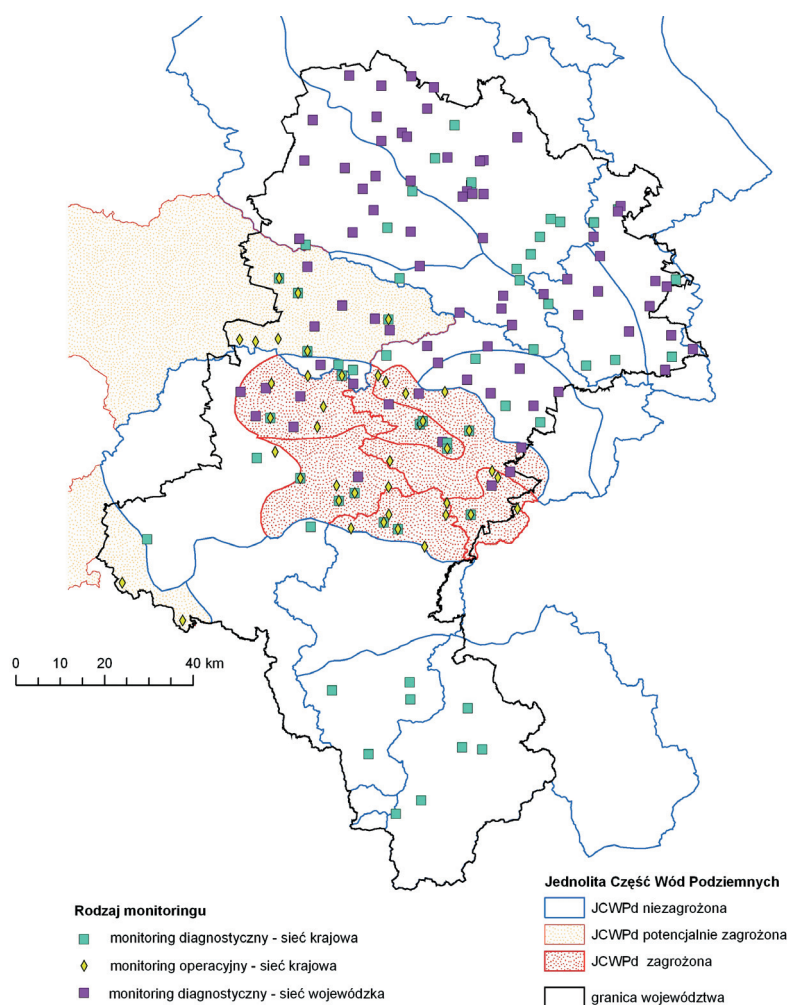 0 10 20 40 km
Rodzaj monitoringu
monitoring diagnostyczny - sieć krajowa
monitoring operacyjny - sieć krajowa
monitoring diagnostyczny - sieć wojewódzka
Jednolita Część Wód Podziemnych
JCWPd niezagrożona
JCWPd potencjalnie zagrożona
JCWPd zagrożona
granica województwa